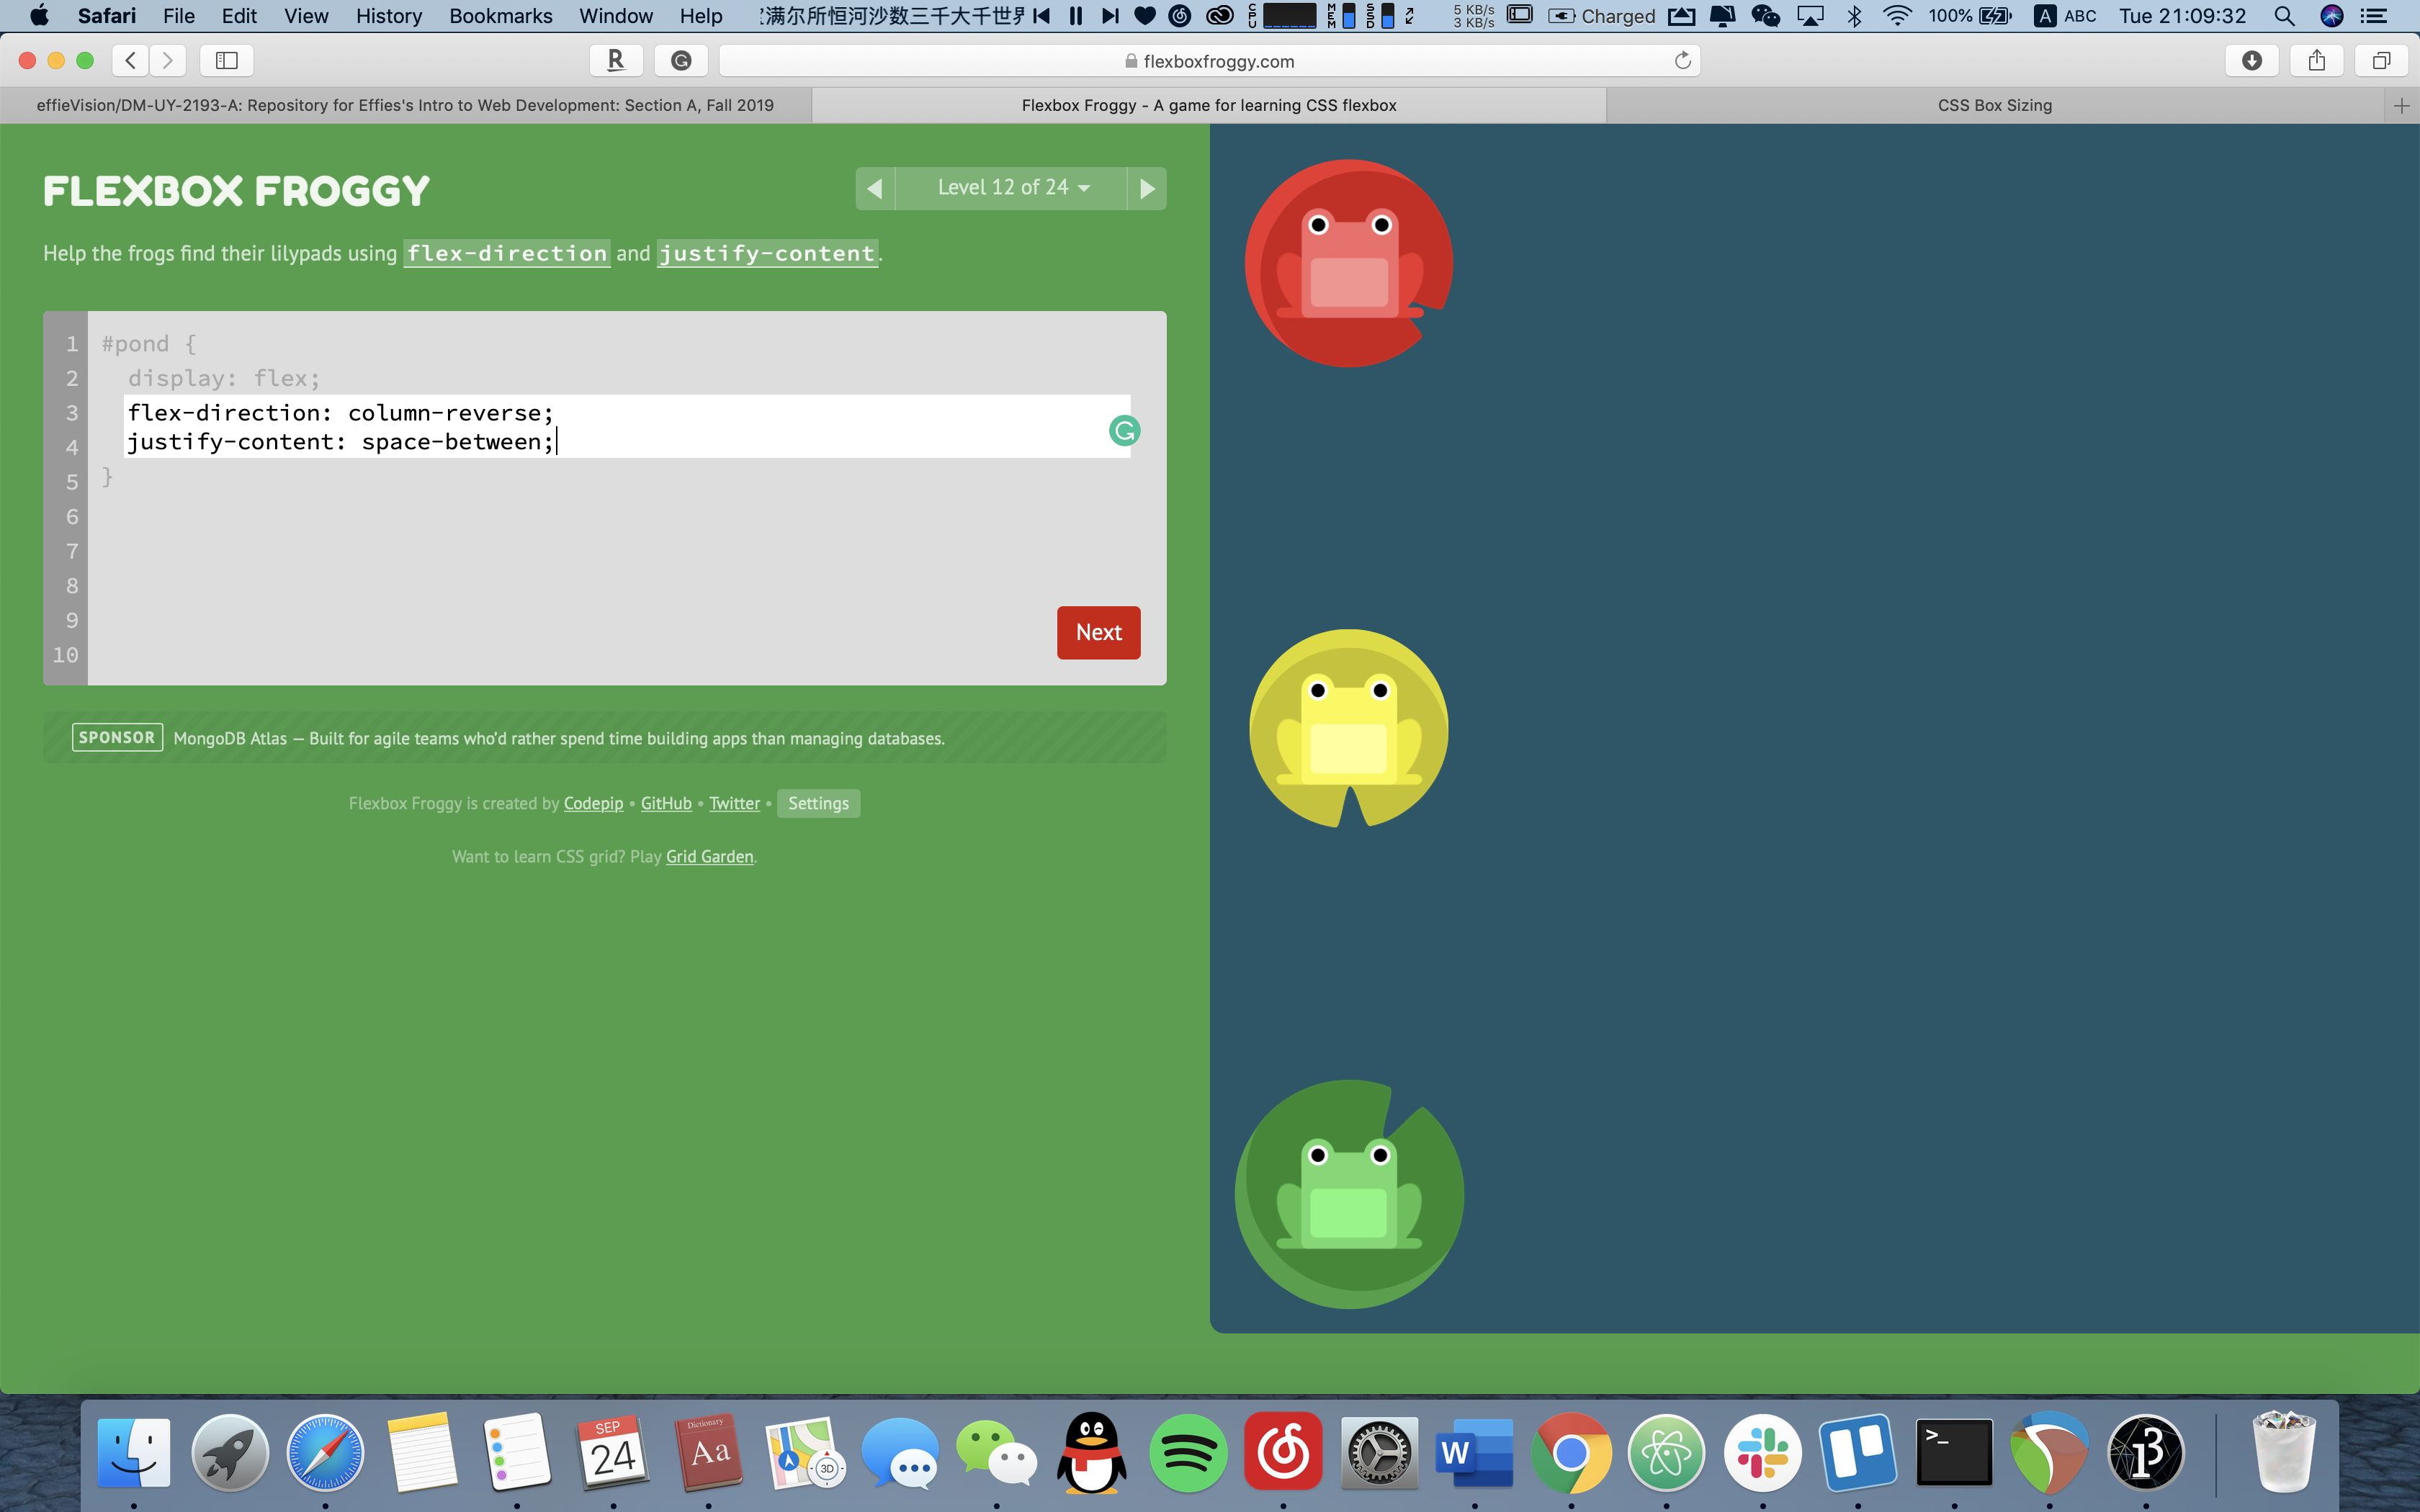 Safari File Edit View History Bookmarks Window Help 满尔所恒河沙数三千大千世界 CPU MEM SSD 5 KB/s 3 KB/s Charged 100% A ABC Tue 21:09:32
flexboxfroggy.com
effieVision/DM-UY-2193-A: Repository for Effies's Intro to Web Development: Section A, Fall 2019 Flexbox Froggy - A game for learning CSS flexbox CSS Box Sizing
FLEXBOX FROGGY
Level 12 of 24
Help the frogs find their lilypads using flex-direction and justify-content.
1 #pond {
2 display: flex;
3 flex-direction: column-reverse;
4 justify-content: space-between;
5 }
6
7
8
9
10
Next
SPONSOR MongoDB Atlas — Built for agile teams who'd rather spend time building apps than managing databases.
Flexbox Froggy is created by Codepip • GitHub • Twitter • Settings
Want to learn CSS grid? Play Grid Garden.
SEP
24
Dictionary
Aa
3D
W
>_